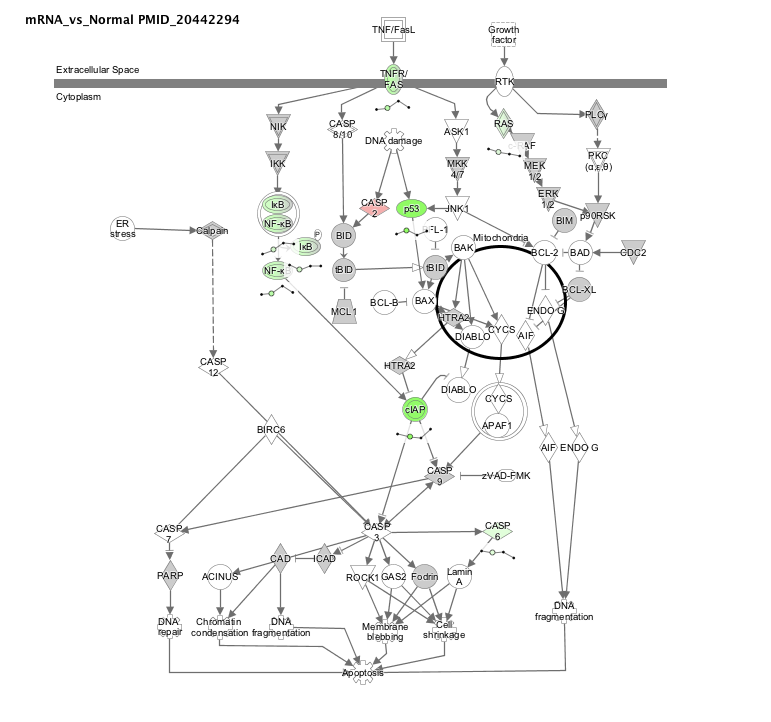 mRNA_vs_Normal PMID_20442294
TNF/FasL
Growth
factor
Extracellular Space
TNFR/
FAS
RTK
Cytoplasm
NIK
CASP
8/10
DNA damage
ASK1
RAS
PLCγ
IKK
MKK
4/7
MEK
1/2
PKC
(α,ε,θ)
IκB
NF-κB
CASP
2
p53
JNK1
ERK
1/2
BIM
p90RSK
ER
stress
Calpain
P
IκB
BID
FL-1
Mitochondria
BAK
BCL-2
BAD
CDC2
NF-κB
tBID
tBID
MCL1
BCL-B
BAX
BCL-XL
ENDO G
HTRA2
DIABLO
CYCS
AIF
CASP
12
HTRA2
DIABLO
CYCS
APAF1
cIAP
BIRC6
AIF
ENDO G
CASP
9
zVAD-FMK
CASP
7
CASP
3
CASP
6
PARP
ACINUS
CAD
ICAD
ROCK1
GAS2
Fodrin
Lamin
A
DNA
repair
Chromatin
condensation
DNA
fragmentation
Membrane
blebbing
Cell
shrinkage
DNA
fragmentation
Apoptosis